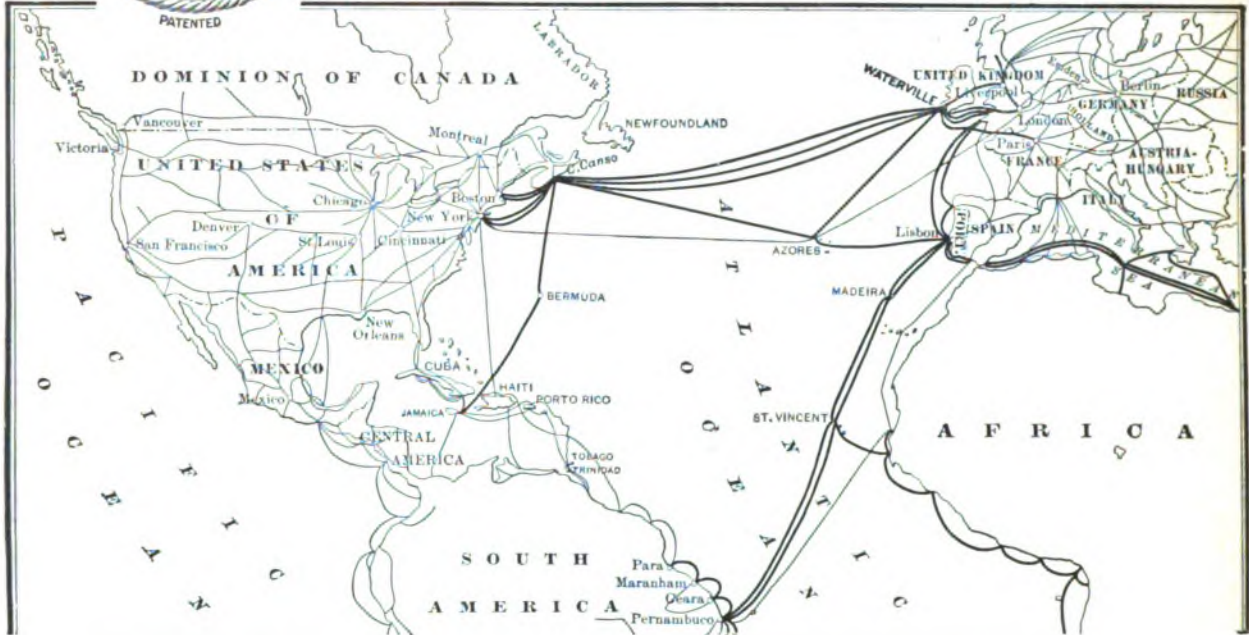 PATENTED
DOMINION OF CANADA
LABRADOR
NEWFOUNDLAND
Vancouver
Victoria
Montreal
C. Canso
UNITED STATES
OF
AMERICA
Boston
Chicago
New York
Denver
San Francisco
St. Louis
Cincinnati
New
Orleans
BERMUDA
MEXICO
Mexico
CUBA
HAITI
JAMAICA
PORTO RICO
CENTRAL
AMERICA
TOBAGO
TRINIDAD
SOUTH
AMERICA
Para
Maranham
Ceara
Pernambuco
PACIFIC
OCEAN
ATLANTIC
OCEAN
WATERVILLE
UNITED KINGDOM
Liverpool
London
Emden
Berlin
GERMANY
RUSSIA
HOLLAND
Paris
FRANCE
AUSTRIA-
HUNGARY
ITALY
Lisbon
PORT.
SPAIN
MEDITERRANEAN
SEA
AZORES
MADEIRA
ST. VINCENT
AFRICA